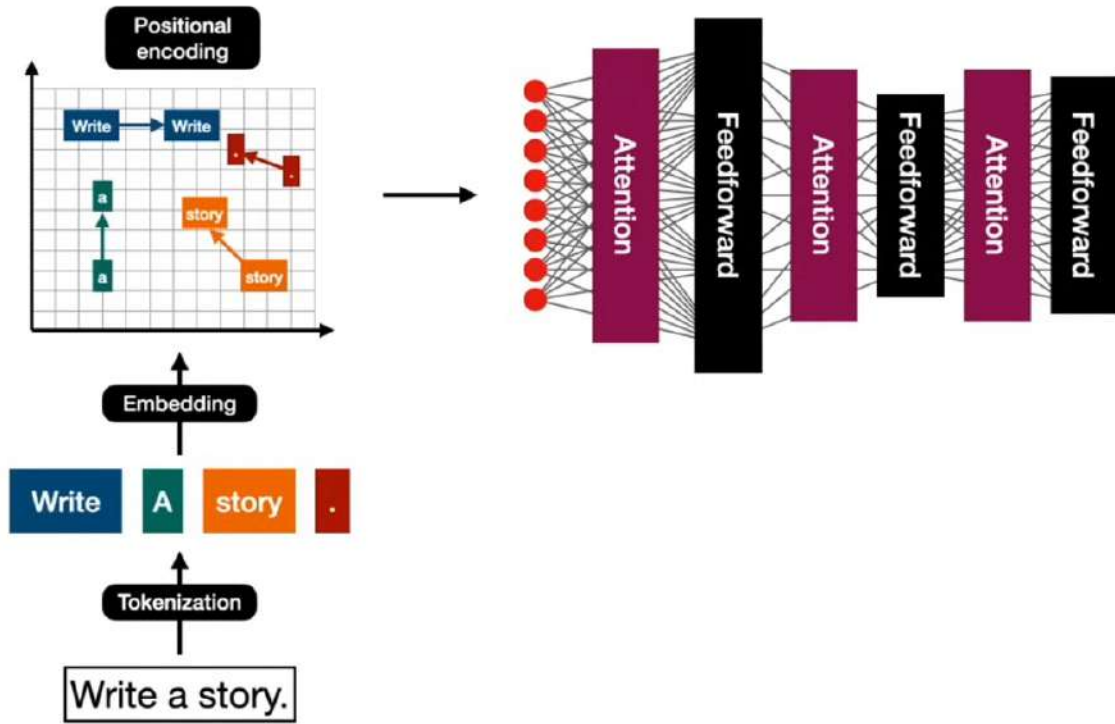 Positional
encoding
Write Write
.
.
a
story
a
story
Embedding
Write A story .
Tokenization
Write a story.
Attention
Feedforward
Attention
Feedforward
Attention
Feedforward